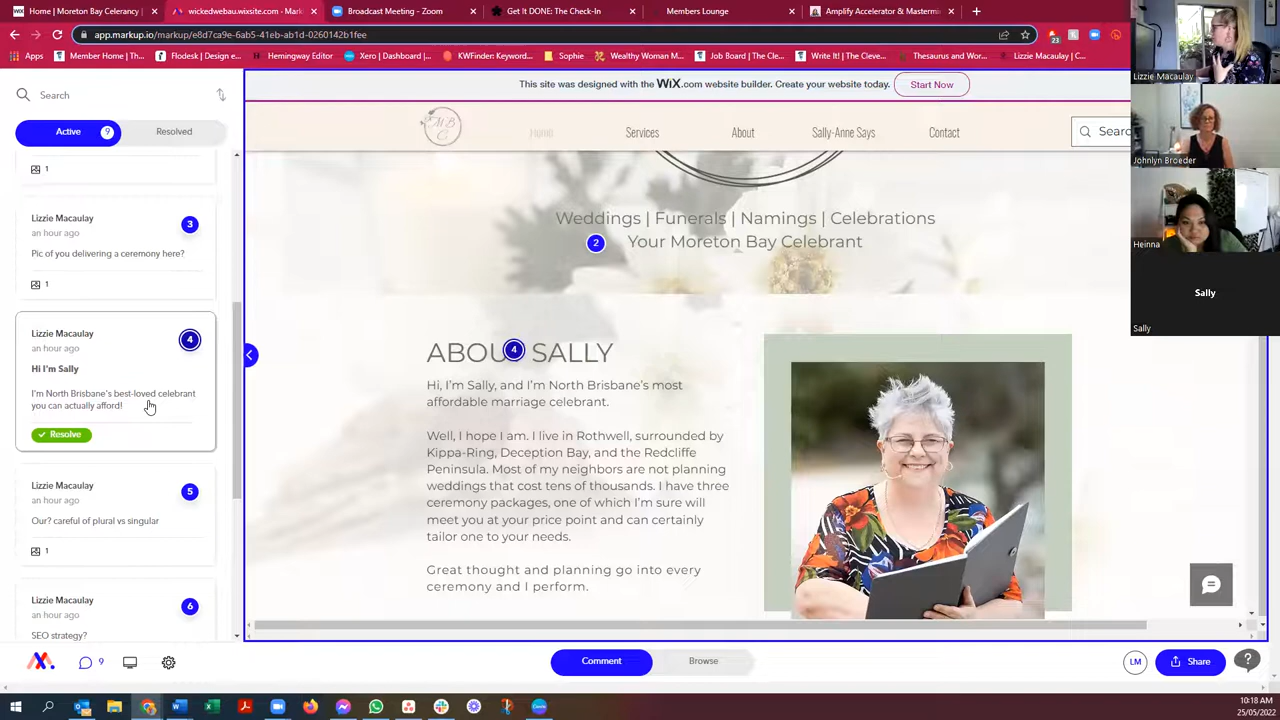 Home | Moreton Bay Celerancy
wickedwebau.wixsite.com - Mark
Broadcast Meeting - Zoom
Get It DONE: The Check-In
Members Lounge
Amplify Accelerator & Mastermi
app.markup.io/markup/e8d7ca9e-6ab5-41eb-ab1d-0260142b1fee
Apps
Member Home | Th...
Flodesk | Design e...
Hemingway Editor
Xero | Dashboard |...
KWFinder: Keyword...
Sophie
Wealthy Woman M...
Job Board | The Cle...
Write It! | The Clever...
Thesaurus and Wor...
Lizzie Macaulay | C...
Search
Active 9
Resolved
1
Lizzie Macaulay
3
an hour ago
Pic of you delivering a ceremony here?
1
Lizzie Macaulay
4
an hour ago
Hi I'm Sally
I'm North Brisbane's best-loved celebrant
you can actually afford!
Resolve
Lizzie Macaulay
5
an hour ago
Our? careful of plural vs singular
1
Lizzie Macaulay
6
an hour ago
SEO strategy?
This site was designed with the WiX.com website builder. Create your website today.
Start Now
M B
C
Home
Services
About
Sally-Anne Says
Contact
Searc
Weddings | Funerals | Namings | Celebrations
2
Your Moreton Bay Celebrant
ABOU 4 SALLY
Hi, I'm Sally, and I'm North Brisbane's most
affordable marriage celebrant.
Well, I hope I am. I live in Rothwell, surrounded by
Kippa-Ring, Deception Bay, and the Redcliffe
Peninsula. Most of my neighbors are not planning
weddings that cost tens of thousands. I have three
ceremony packages, one of which I'm sure will
meet you at your price point and can certainly
tailor one to your needs.
Great thought and planning go into every
ceremony and I perform.
9
Comment
Browse
LM
Share
Lizzie Macaulay
Johnlyn Broeder
Heinna
Sally
Sally
10:18 AM
25/05/2022